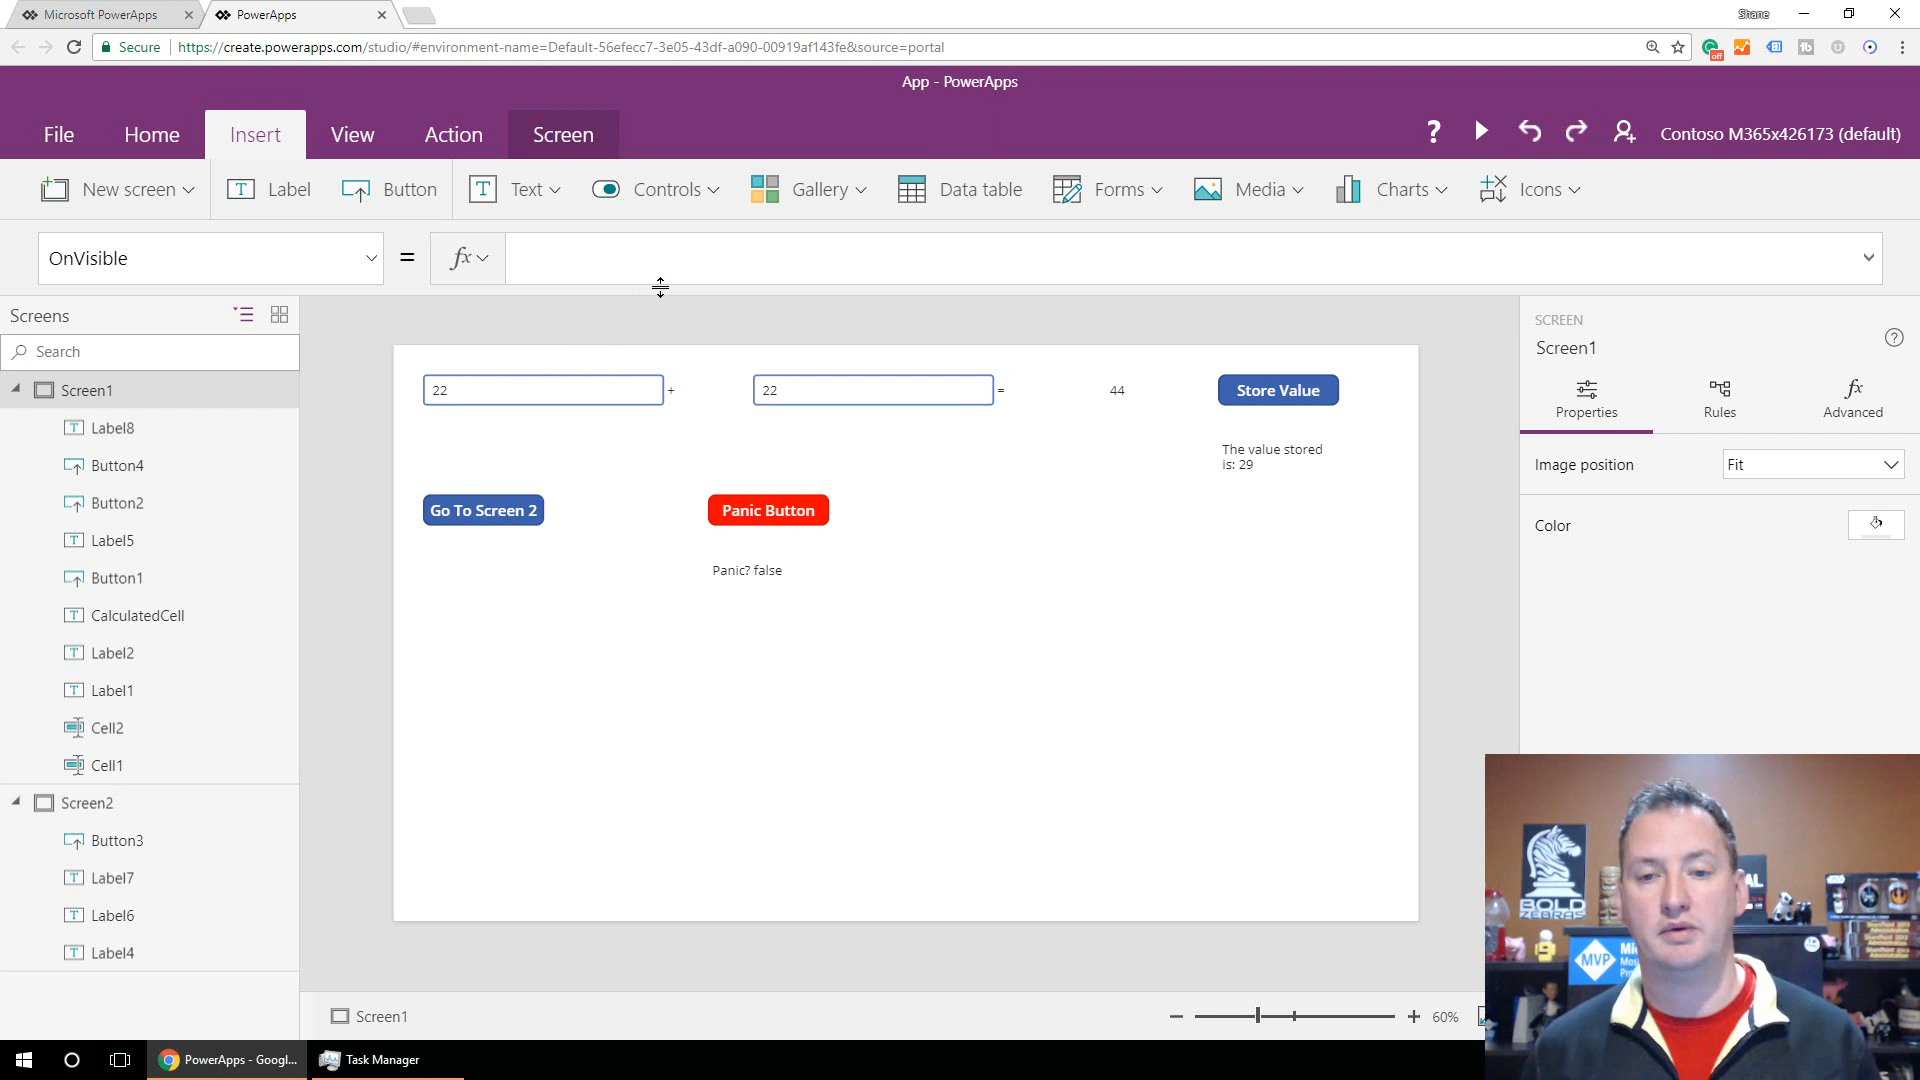 Microsoft PowerApps
PowerApps
Shane
Secure
https://create.powerapps.com/studio/#environment-name=Default-56efecc7-3e05-43df-a090-00919af143fe&source=portal
off
App - PowerApps
File
Home
Insert
View
Action
Screen
?
Contoso M365x426173 (default)
New screen
Label
Button
Text
Controls
Gallery
Data table
Forms
Media
Charts
Icons
OnVisible
=
fx
Screens
Search
Screen1
Label8
Button4
Button2
Label5
Button1
CalculatedCell
Label2
Label1
Cell2
Cell1
Screen2
Button3
Label7
Label6
Label4
22
+
22
=
44
Store Value
The value stored
is: 29
Go To Screen 2
Panic Button
Panic? false
SCREEN
Screen1
Properties
Rules
Advanced
Image position
Fit
Color
Screen1
60%
BOLD
ZEBRAS
MVP
PowerApps - Googl...
Task Manager